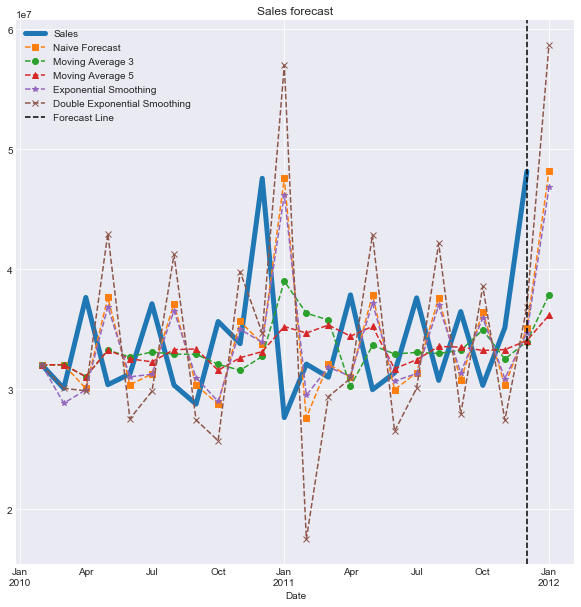 Sales forecast
1e7
6
5
4
3
2
Sales
Naive Forecast
Moving Average 3
Moving Average 5
Exponential Smoothing
Double Exponential Smoothing
Forecast Line
Jan Apr Jul Oct Jan Apr Jul Oct Jan
2010 2011 2012
Date